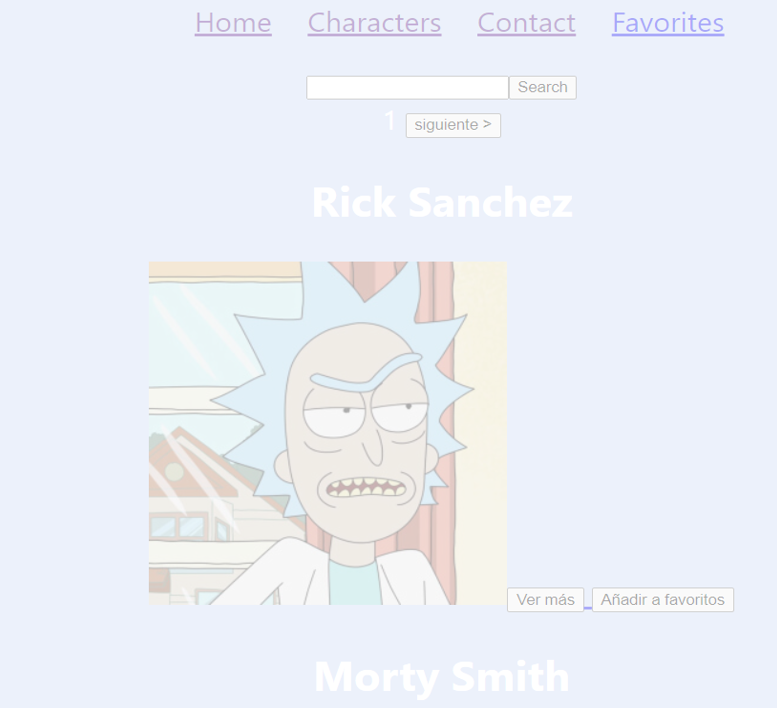 Home Characters Contact Favorites
Search
1 siguiente >
Rick Sanchez
Ver más Añadir a favoritos
Morty Smith